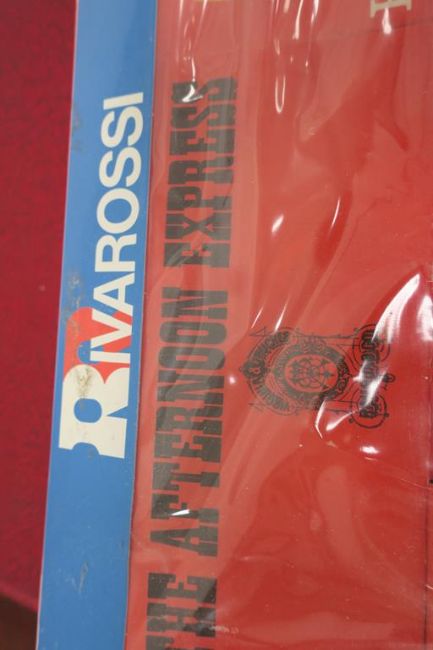 RIVAROSSI
THE AFTERNOON EXPRESS